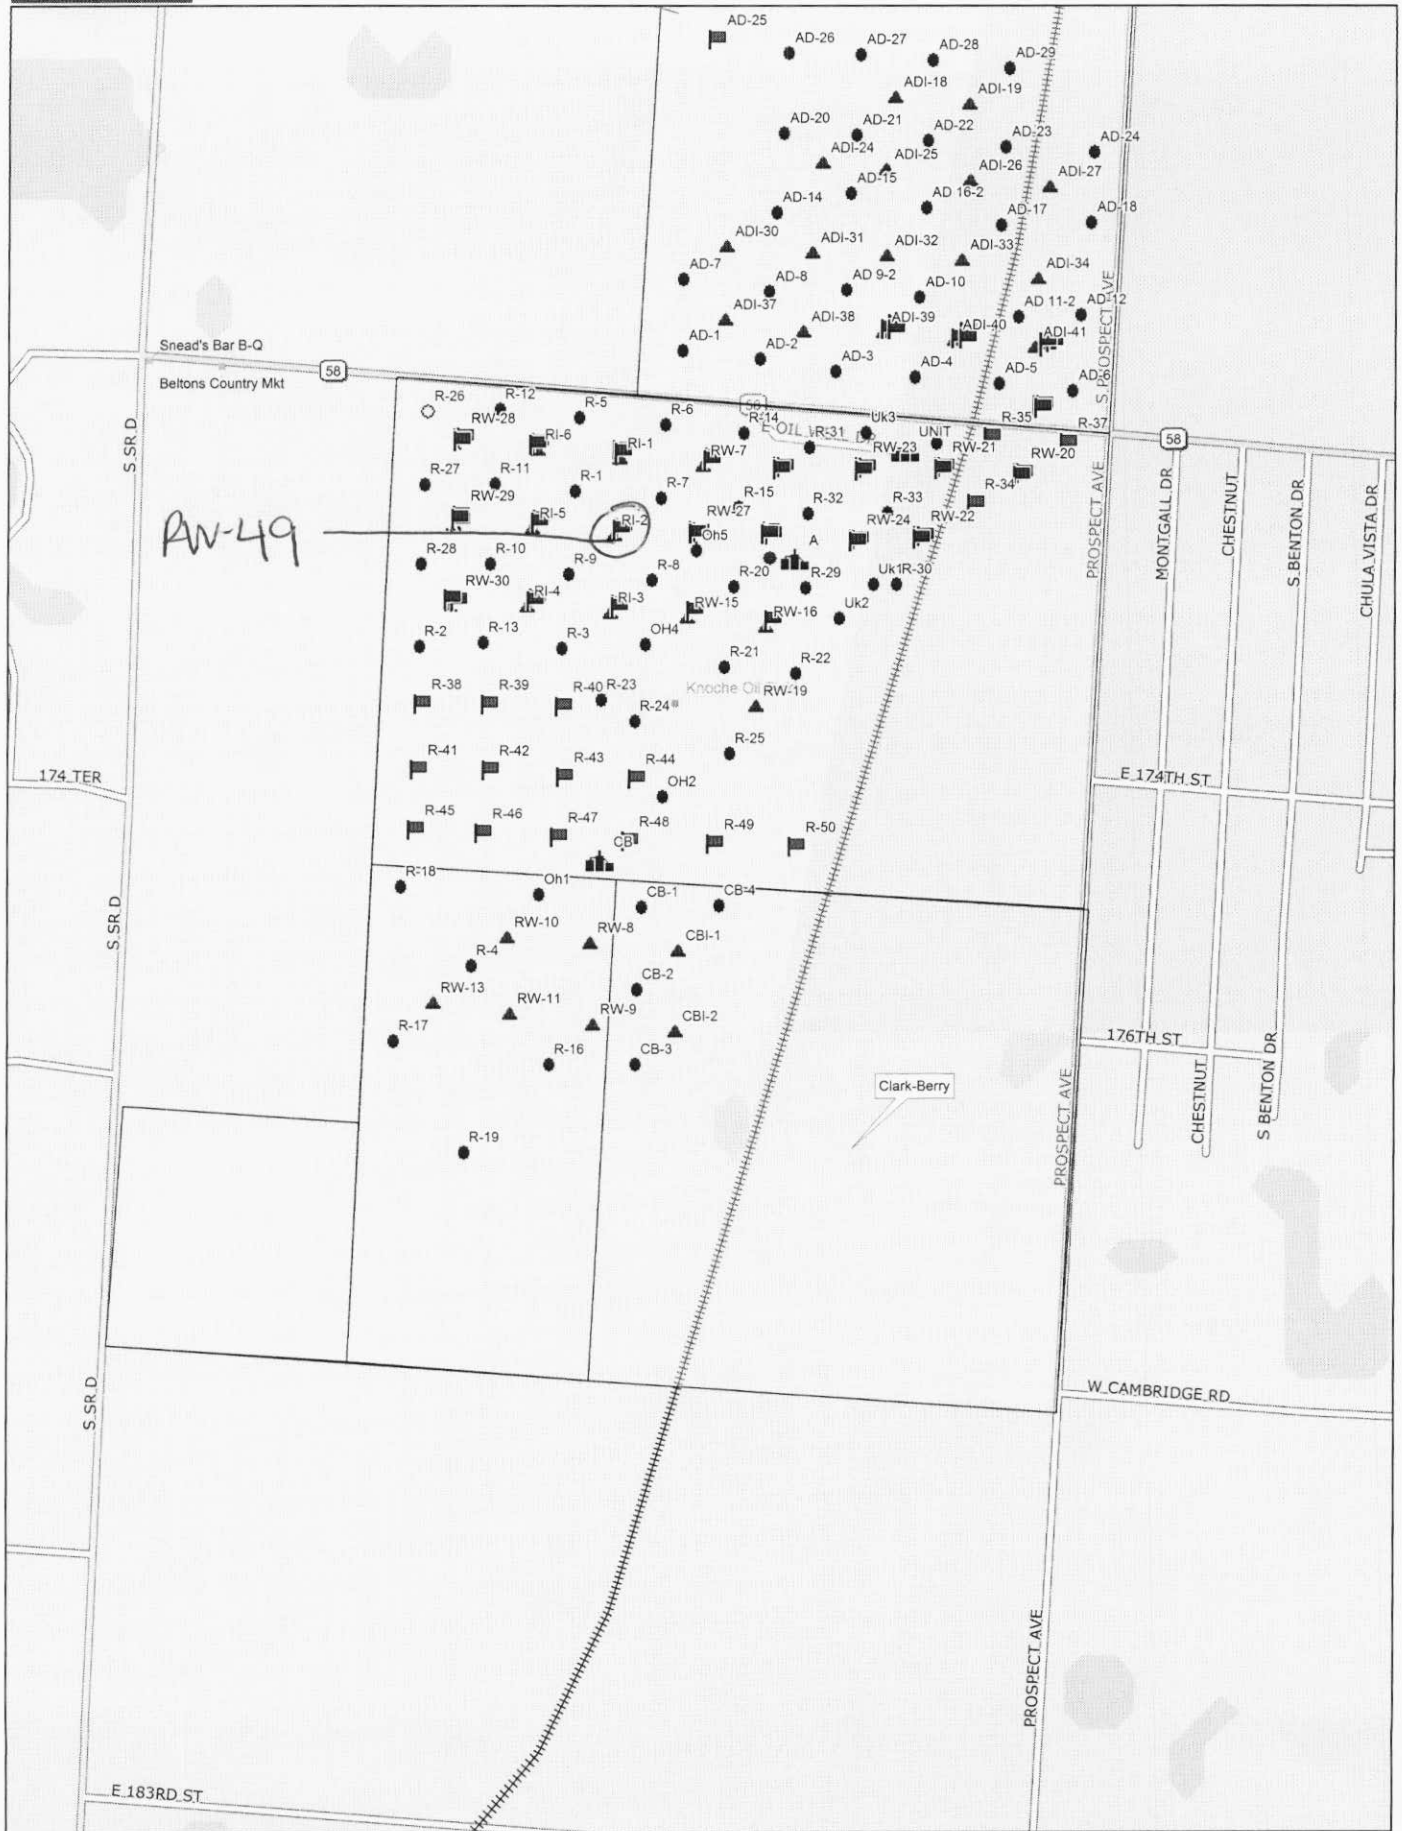 AD-25
AD-26
AD-27
AD-28
AD-29
ADI-18
ADI-19
AD-20
AD-21
AD-22
AD-23
AD-24
ADI-24
ADI-25
ADI-26
ADI-27
AD-14
AD-15
AD 16-2
AD-17
AD-18
ADI-30
ADI-31
ADI-32
ADI-33
ADI-34
AD-7
AD-8
AD 9-2
AD-10
AD 11-2
AD-12
ADI-37
ADI-38
ADI-39
ADI-40
ADI-41
AD-1
AD-2
AD-3
AD-4
AD-5
AD-6
S. PROSPECT AVE
Snead's Bar B-Q
Beltons Country Mkt
58
58
58
S.SR.D
R-26
R-12
R-5
R-6
R-14
E OIL WELL DR
R-31
Uk3
UNIT
R-35
R-37
RW-28
RI-6
RI-1
RW-7
RW-23
RW-21
RW-20
R-27
R-11
R-1
R-7
R-15
R-32
R-33
R-34
RW-29
RI-5
RI-2
RW-27
RW-24
RW-22
RW-49
Oh5
A
R-28
R-10
R-9
R-8
R-20
R-29
Uk1
R-30
RW-30
RI-4
RI-3
RW-15
RW-16
Uk2
R-2
R-13
R-3
OH4
R-21
R-22
Knoche Oil
RW-19
R-38
R-39
R-40
R-23
R-24
R-25
R-41
R-42
R-43
R-44
OH2
R-45
R-46
R-47
R-48
R-49
R-50
CB
174 TER
E 174TH ST
PROSPECT AVE
MONTGALL DR
CHESTNUT
S.BENTON DR
CHULA VISTA DR
R-18
Oh1
CB-1
CB-4
RW-10
RW-8
CBI-1
R-4
CB-2
RW-13
RW-11
RW-9
CBI-2
R-17
R-16
CB-3
S.SR.D
176TH ST
Clark-Berry
PROSPECT AVE
CHESTNUT
S BENTON DR
R-19
W CAMBRIDGE RD
S.SR.D
PROSPECT AVE
E 183RD ST